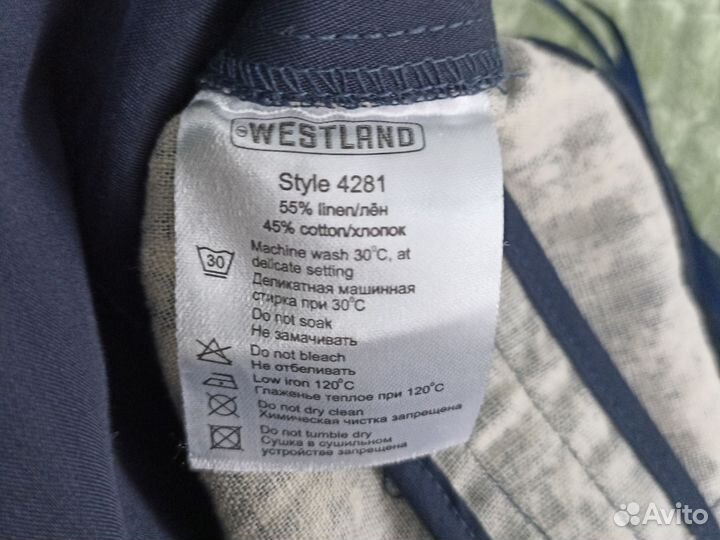 WESTLAND
Style 4281
55% linen/лён
45% cotton/хлопок
30
Machine wash 30°C, at
delicate setting
Деликатная машинная
стирка при 30°C
Do not soak
Не замачивать
Do not bleach
Не отбеливать
Low iron 120°C
Глаженье теплое при 120°C
Do not dry clean
Химическая чистка запрещена
Do not tumble dry
Сушка в сушильном
устройстве запрещена
Avito